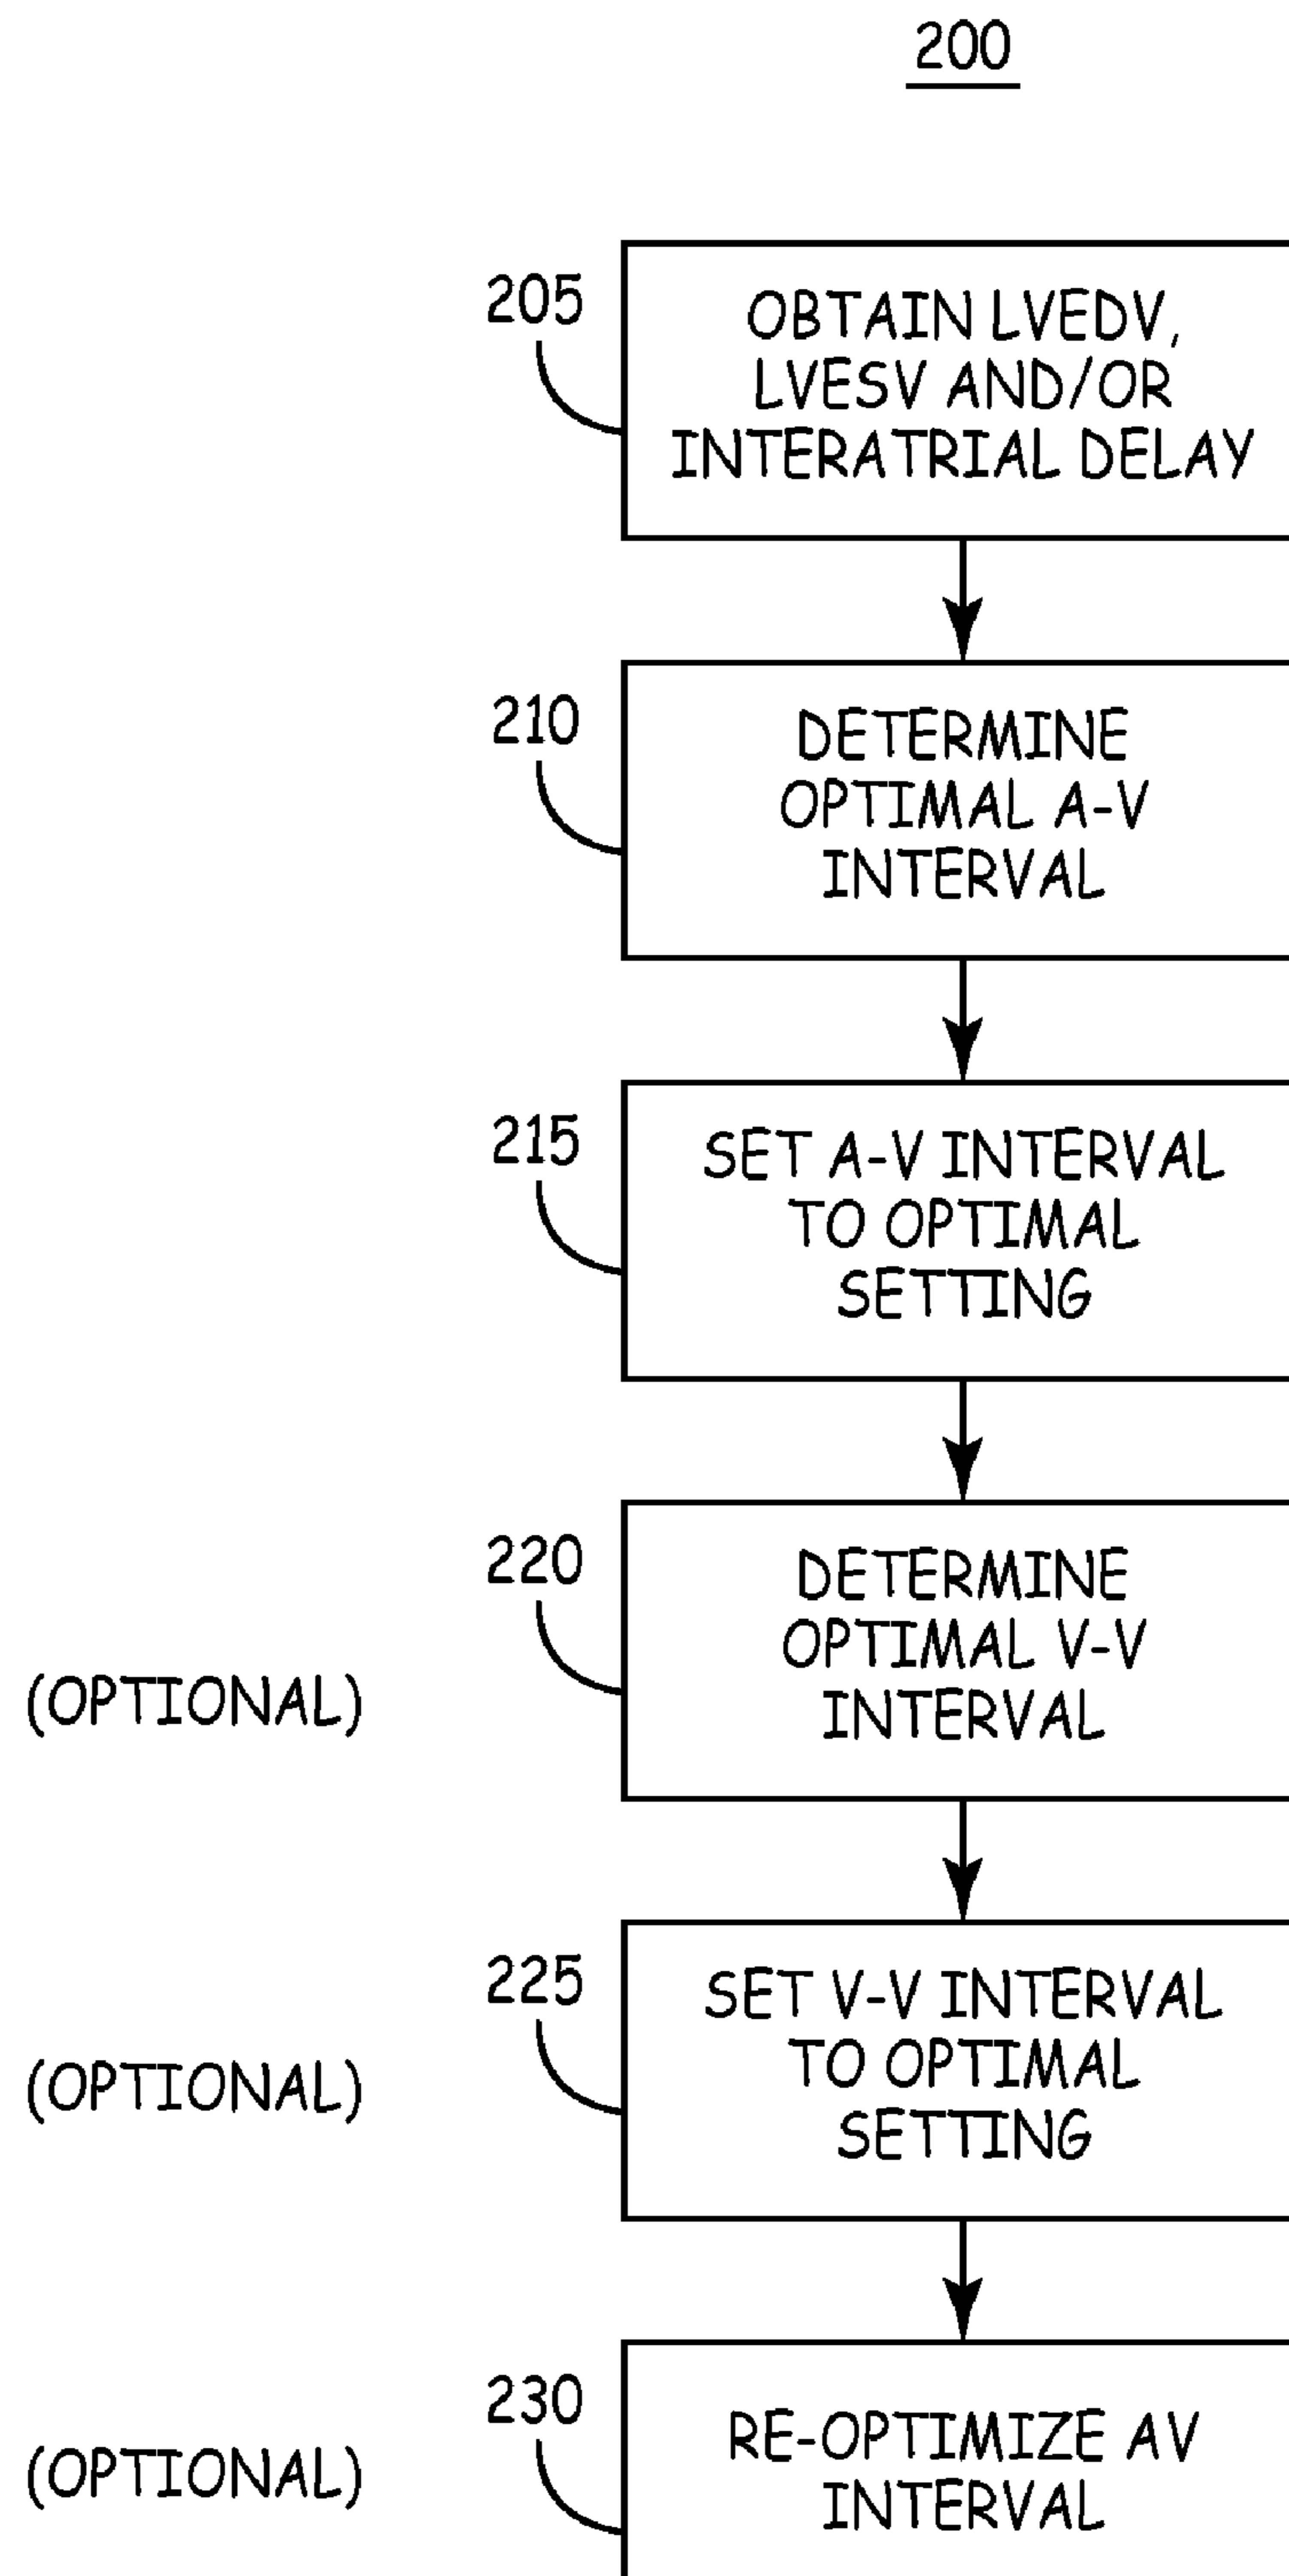 200
205
OBTAIN LVEDV,
LVESV AND/OR
INTERATRIAL DELAY
210
DETERMINE
OPTIMAL A-V
INTERVAL
215
SET A-V INTERVAL
TO OPTIMAL
SETTING
(OPTIONAL)
220
DETERMINE
OPTIMAL V-V
INTERVAL
(OPTIONAL)
225
SET V-V INTERVAL
TO OPTIMAL
SETTING
(OPTIONAL)
230
RE-OPTIMIZE AV
INTERVAL